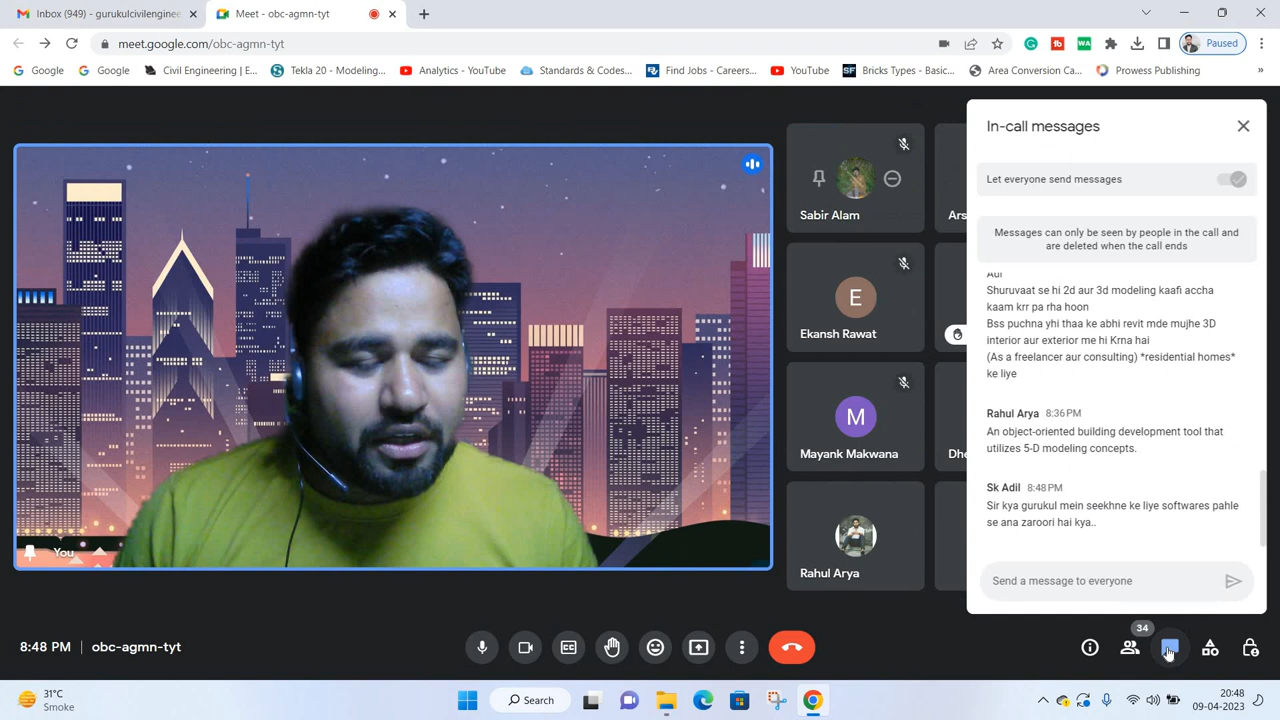 Inbox (949) - gurukulcivilengine
Meet - obc-agmn-tyt
meet.google.com/obc-agmn-tyt
Paused
Google
Google
Civil Engineering | E...
Tekla 20 - Modeling...
Analytics - YouTube
Standards & Codes...
Find Jobs - Careers...
YouTube
Bricks Types - Basic...
Area Conversion Ca...
Prowess Publishing
You
Sabir Alam
Ars
E
Ekansh Rawat
M
Mayank Makwana
Dhe
Rahul Arya
In-call messages
Let everyone send messages
Messages can only be seen by people in the call and
are deleted when the call ends
Shuruvaat se hi 2d aur 3d modeling kaafi accha
kaam krr pa rha hoon
Bss puchna yhi thaa ke abhi revit mde mujhe 3D
interior aur exterior me hi Krna hai
(As a freelancer aur consulting) *residential homes*
ke liye
Rahul Arya 8:36 PM
An object-oriented building development tool that
utilizes 5-D modeling concepts.
Sk Adil 8:48 PM
Sir kya gurukul mein seekhne ke liye softwares pahle
se ana zaroori hai kya..
Send a message to everyone
8:48 PM | obc-agmn-tyt
34
31°C
Smoke
Search
20:48
09-04-2023